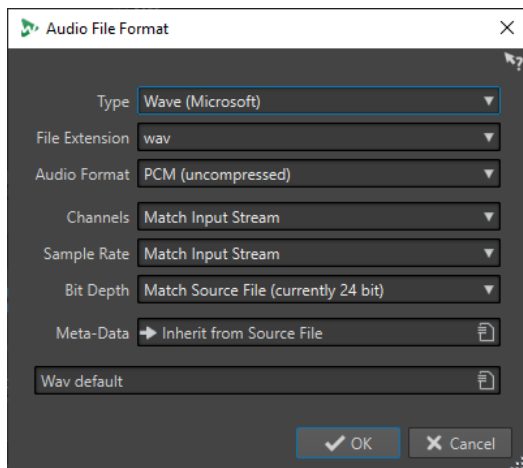 Audio File Format
Type Wave (Microsoft)
File Extension wav
Audio Format PCM (uncompressed)
Channels Match Input Stream
Sample Rate Match Input Stream
Bit Depth Match Source File (currently 24 bit)
Meta-Data Inherit from Source File
Wav default
OK Cancel